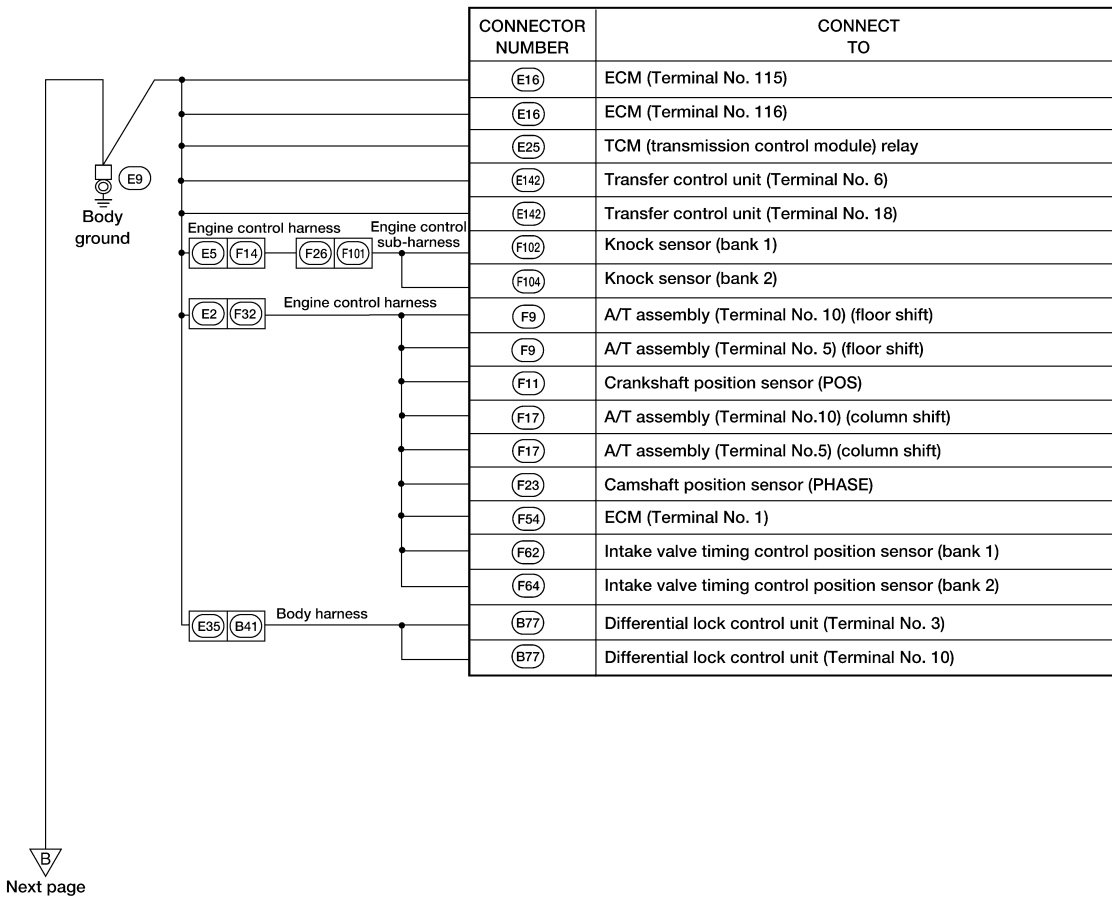 CONNECTOR
NUMBER
CONNECT
TO
E16 ECM (Terminal No. 115)
E16 ECM (Terminal No. 116)
E25 TCM (transmission control module) relay
E142 Transfer control unit (Terminal No. 6)
E142 Transfer control unit (Terminal No. 18)
F102 Knock sensor (bank 1)
F104 Knock sensor (bank 2)
F9 A/T assembly (Terminal No. 10) (floor shift)
F9 A/T assembly (Terminal No. 5) (floor shift)
F11 Crankshaft position sensor (POS)
F17 A/T assembly (Terminal No.10) (column shift)
F17 A/T assembly (Terminal No.5) (column shift)
F23 Camshaft position sensor (PHASE)
F54 ECM (Terminal No. 1)
F62 Intake valve timing control position sensor (bank 1)
F64 Intake valve timing control position sensor (bank 2)
B77 Differential lock control unit (Terminal No. 3)
B77 Differential lock control unit (Terminal No. 10)
E9
Body
ground
Engine control harness
Engine control
sub-harness
E5 F14 F26 F101
Engine control harness
E2 F32
Body harness
E35 B41
B
Next page